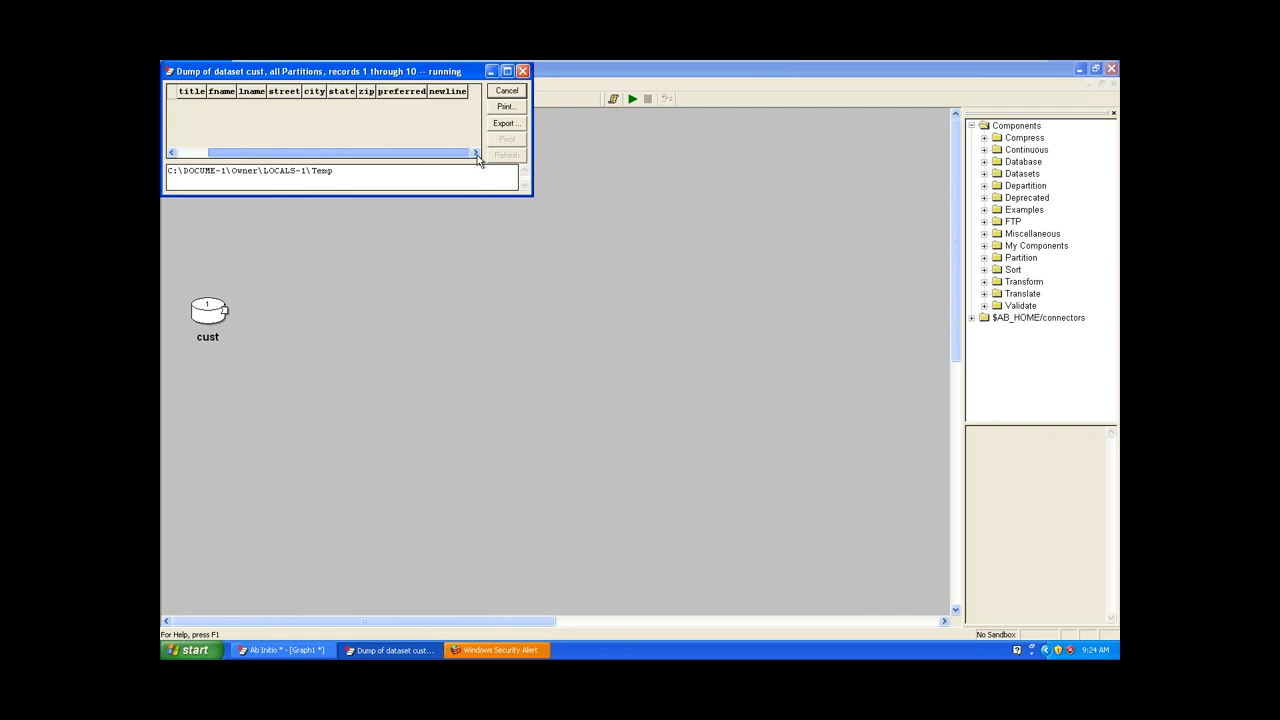 Dump of dataset cust, all Partitions, records 1 through 10 -- running
title fname lname street city state zip preferred newline
Cancel
Print...
Export ...
Pivot
Refresh
C:\DOCUME~1\Owner\LOCALS~1\Temp
1
cust
Components
Compress
Continuous
Database
Datasets
Departition
Deprecated
Examples
FTP
Miscellaneous
My Components
Partition
Sort
Transform
Translate
Validate
$AB_HOME/connectors
For Help, press F1
No Sandbox
start
Ab Initio * - [Graph1 *]
Dump of dataset cust...
Windows Security Alert
9:24 AM